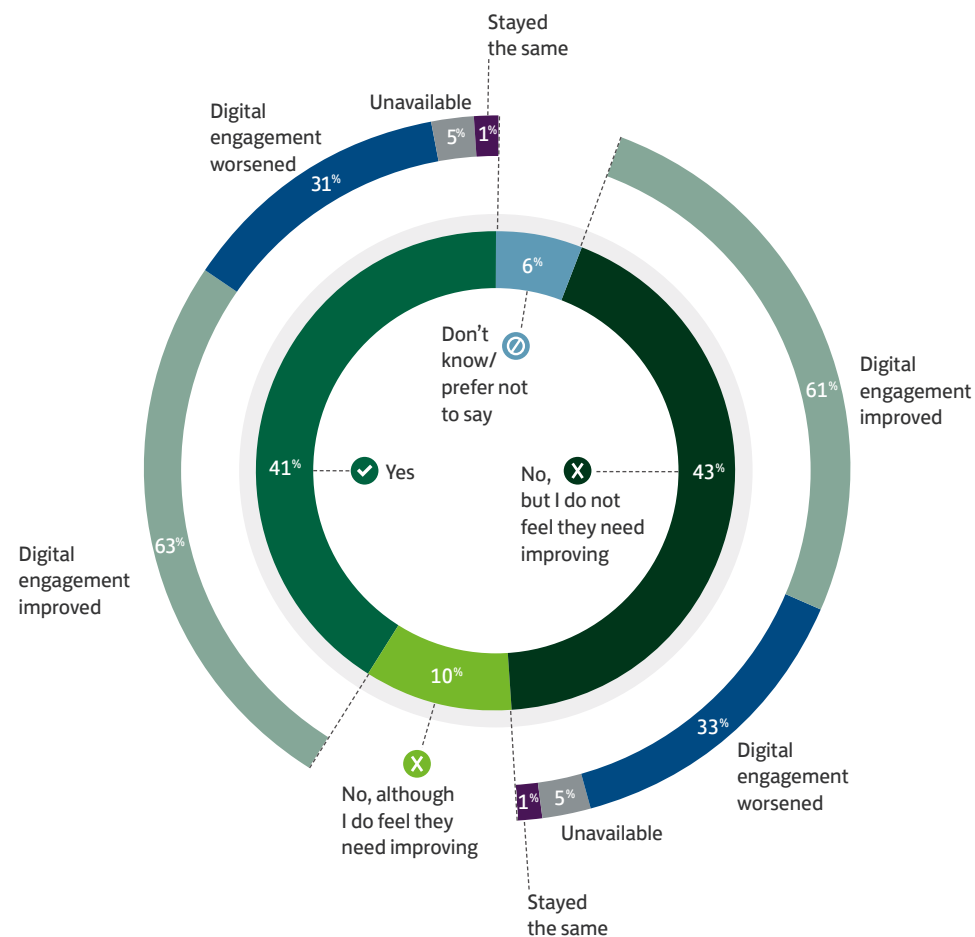 Stayed
the same
Unavailable
Digital
engagement
worsened
5%
1%
31%
6%
Don't
know/
prefer not
to say
Digital
engagement
improved
61%
41%
Yes
No,
but I do not
feel they need
improving
43%
63%
Digital
engagement
improved
10%
33%
Digital
engagement
worsened
No, although
I do feel they
need improving
1%
5%
Unavailable
Stayed
the same